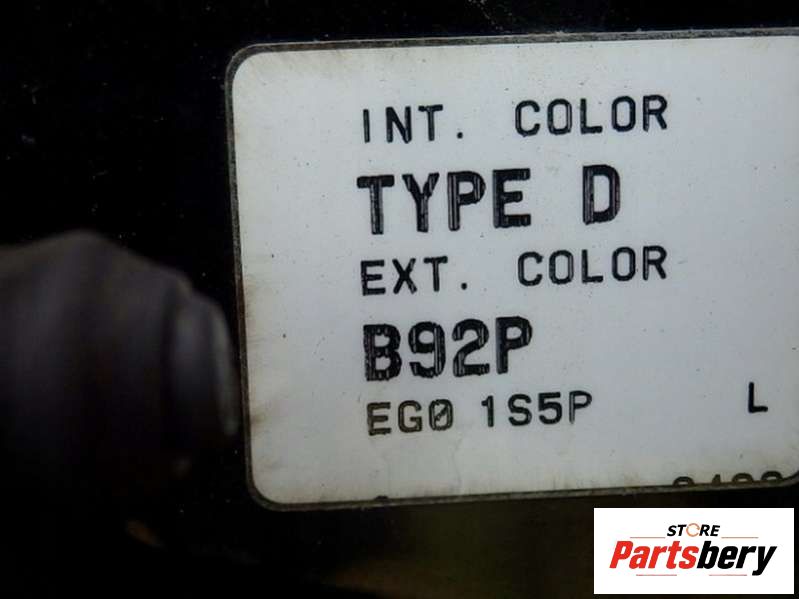 INT. COLOR
TYPE D
EXT. COLOR
B92P
EG0 1S5P L
STORE
Partsbery